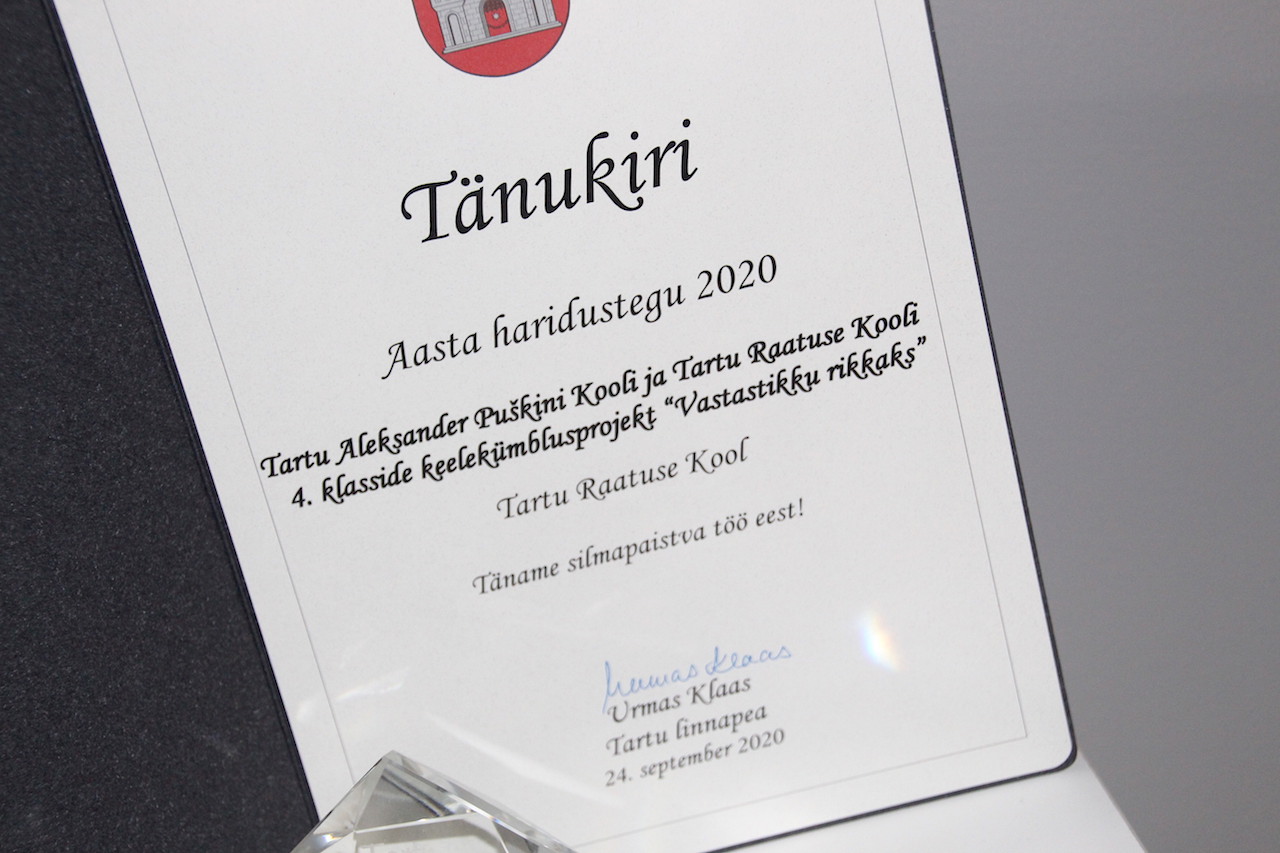 Tänukiri
Aasta haridustegu 2020
Tartu Aleksander Puškini Kooli ja Tartu Raatuse Kooli
4. klasside keelekümblusprojekt “Vastastikku rikkaks”
Tartu Raatuse Kool
Täname silmapaistva töö eest!
Urmas Klaas
Urmas Klaas
Tartu linnapea
24. september 2020